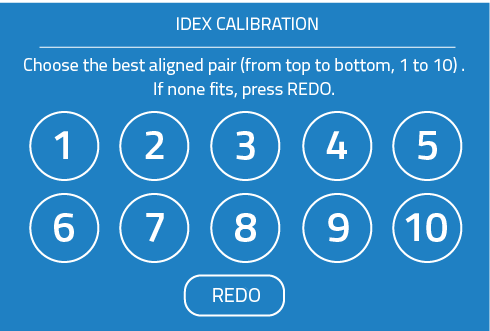 IDEX CALIBRATION
Choose the best aligned pair (from top to bottom, 1 to 10) .
If none fits, press REDO.
1 2 3 4 5
6 7 8 9 10
REDO